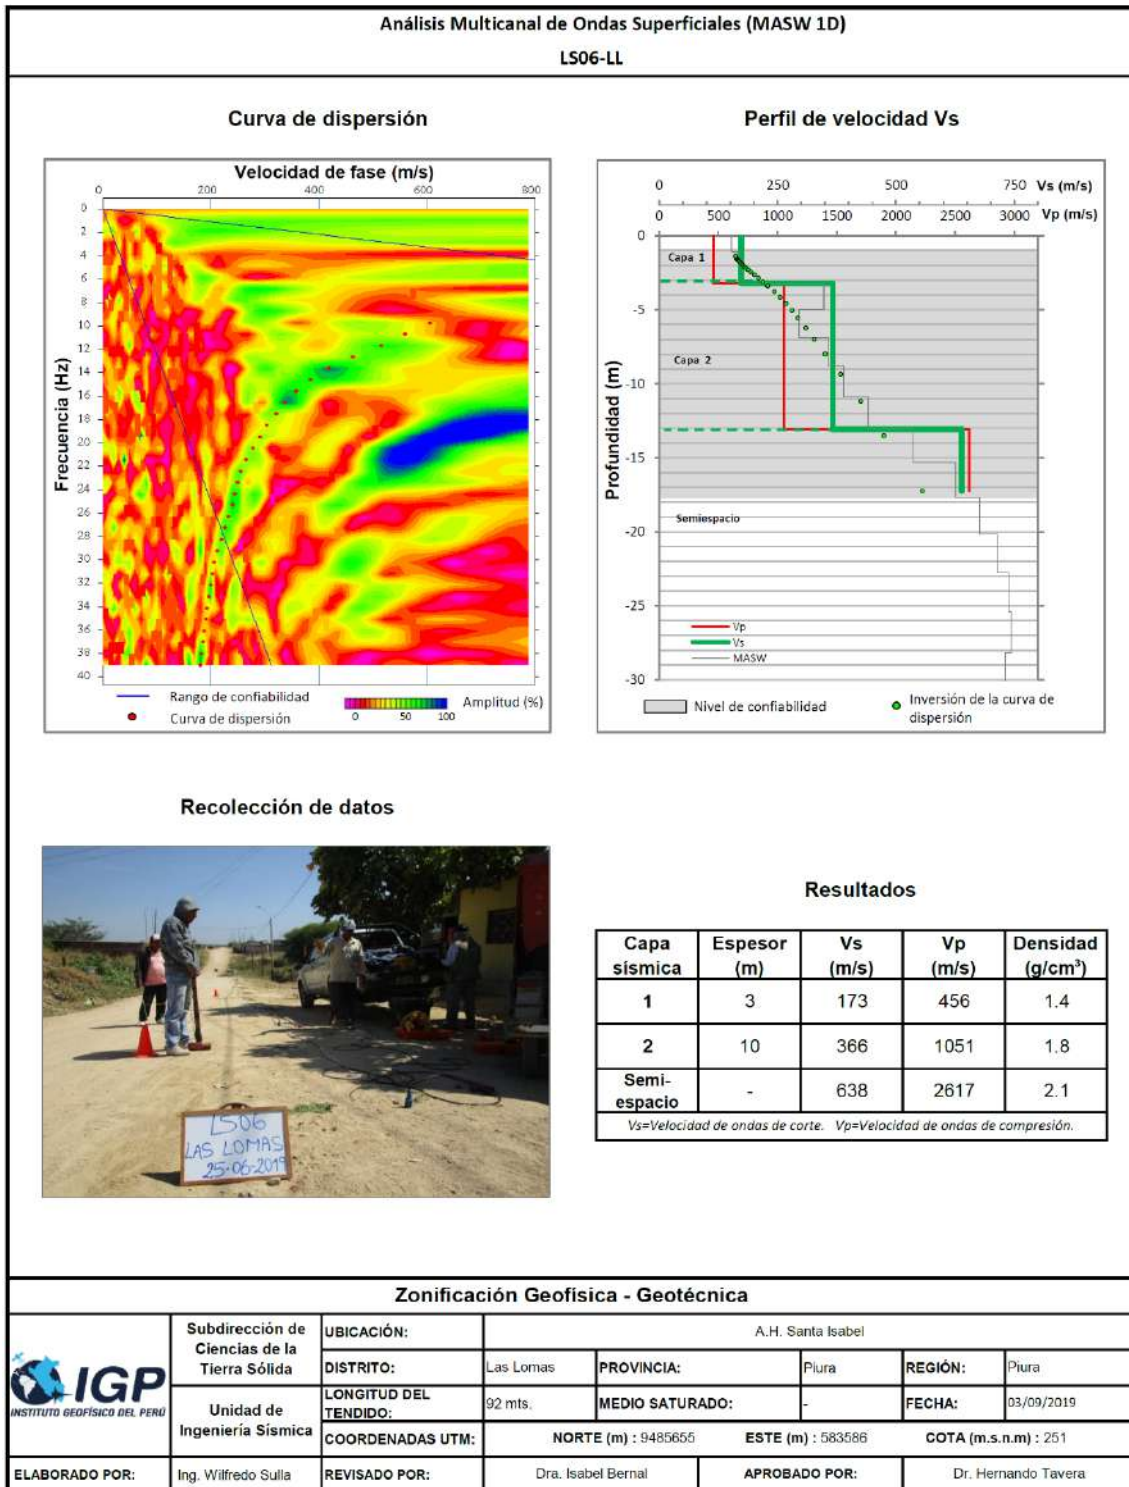 Análisis Multicanal de Ondas Superficiales (MASW 1D)
LS06-LL
Curva de dispersión
Perfil de velocidad Vs
Velocidad de fase (m/s)
0 200 400 600 800
0
2
4
6
8
10
12
14
16
18
20
22
24
26
28
30
32
34
36
38
40
Frecuencia (Hz)
Rango de confiabilidad
Curva de dispersión
0 50 100
Amplitud (%)
0 250 500 750 Vs (m/s)
0 500 1000 1500 2000 2500 3000 Vp (m/s)
0
-5
-10
-15
-20
-25
-30
Profundidad (m)
Capa 1
Capa 2
Semiespacio
Vp
Vs
MASW
Nivel de confiabilidad
Inversión de la curva de
dispersión
Recolección de datos
LS06
LAS LOMAS
25-06-2019
Resultados
Capa sísmica Espesor (m) Vs (m/s) Vp (m/s) Densidad (g/cm³)
1 3 173 456 1.4
2 10 366 1051 1.8
Semi-espacio - 638 2617 2.1
Vs=Velocidad de ondas de corte. Vp=Velocidad de ondas de compresión.
Zonificación Geofísica - Geotécnica
IGP
INSTITUTO GEOFÍSICO DEL PERÚ
Subdirección de
Ciencias de la
Tierra Sólida
Unidad de
Ingeniería Sísmica
UBICACIÓN: A.H. Santa Isabel
DISTRITO: Las Lomas PROVINCIA: Piura REGIÓN: Piura
LONGITUD DEL TENDIDO: 92 mts. MEDIO SATURADO: - FECHA: 03/09/2019
COORDENADAS UTM: NORTE (m) : 9485655 ESTE (m) : 583586 COTA (m.s.n.m) : 251
ELABORADO POR: Ing. Wilfredo Sulla REVISADO POR: Dra. Isabel Bernal APROBADO POR: Dr. Hernando Tavera